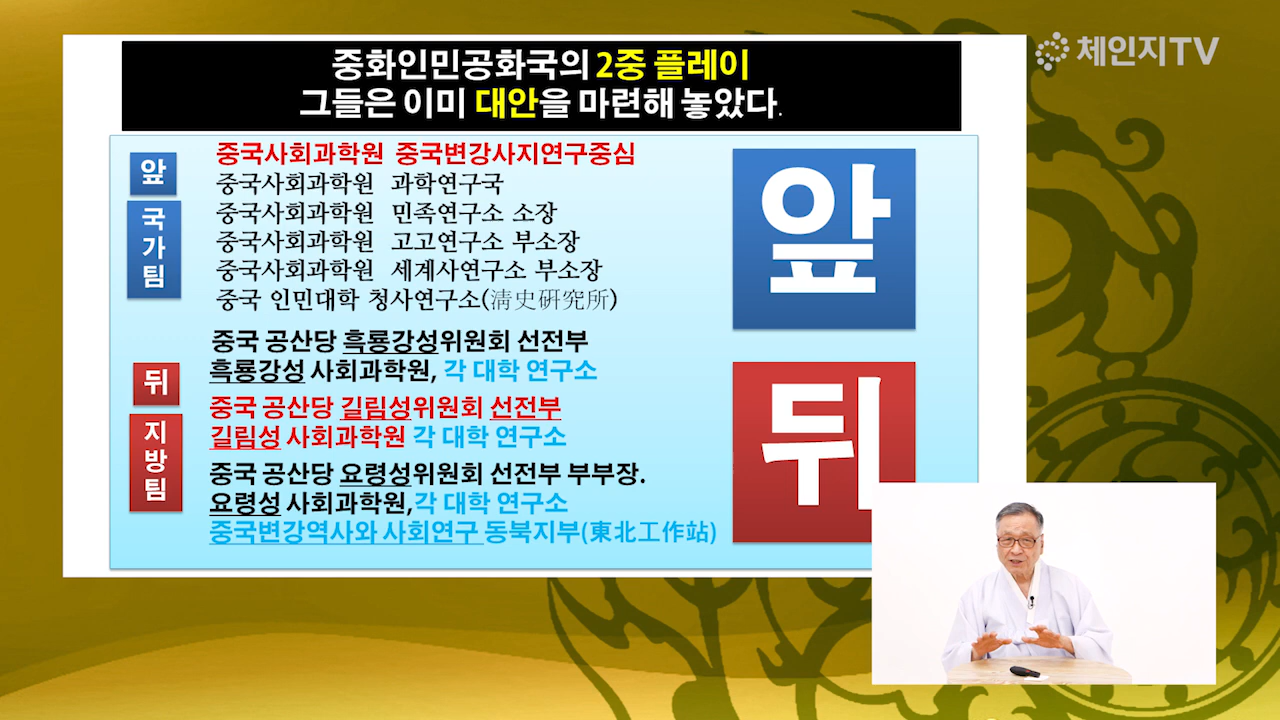 체인지TV
중화인민공화국의 2중 플레이
그들은 이미 대안을 마련해 놓았다.
앞
국가팀
중국사회과학원 중국변강사지연구중심
중국사회과학원 과학연구국
중국사회과학원 민족연구소 소장
중국사회과학원 고고연구소 부소장
중국사회과학원 세계사연구소 부소장
중국 인민대학 청사연구소(淸史硏究所)
앞
뒤
지방팀
중국 공산당 흑룡강성위원회 선전부
흑룡강성 사회과학원, 각 대학 연구소
중국 공산당 길림성위원회 선전부
길림성 사회과학원 각 대학 연구소
중국 공산당 요령성위원회 선전부 부부장.
요령성 사회과학원,각 대학 연구소
중국변강역사와 사회연구 동북지부(東北工作站)
뒤